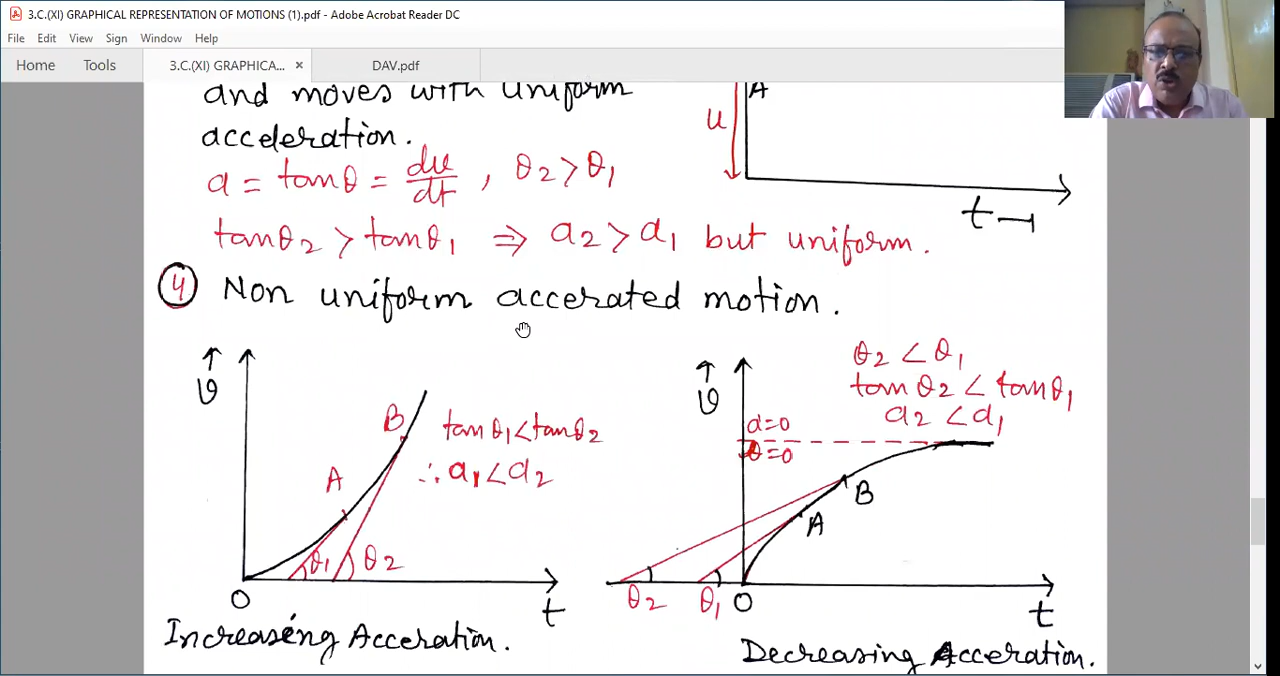 3.C.(XI) GRAPHICAL REPRESENTATION OF MOTIONS (1).pdf - Adobe Acrobat Reader DC
File Edit View Sign Window Help
Home Tools 3.C.(XI) GRAPHICA... × DAV.pdf
and moves with uniform
acceleration.
a = tanθ = dv/dt , θ2 > θ1
tanθ2 > tanθ1 ⇒ a2 > a1 but uniform.
A
u
t
4 Non uniform accerated motion.
v
B
A
tanθ1 < tanθ2
∴ a1 < a2
θ1 θ2
O
t
Increasing Acceration.
v
θ2 < θ1
tanθ2 < tanθ1
a2 < a1
a=0
θ=0
B
A
θ2 θ1 O
t
Decreasing Acceration.